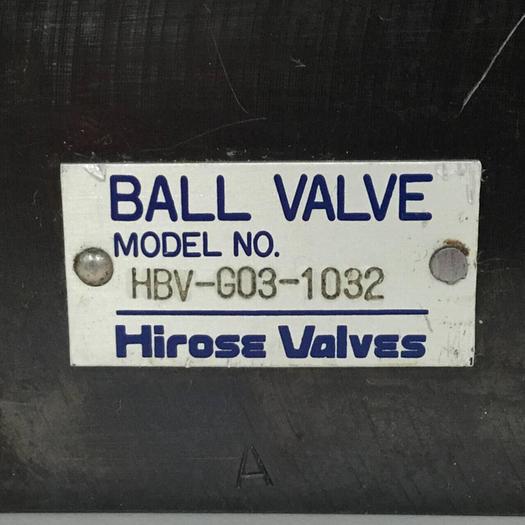 BALL VALVE
MODEL NO.
HBV-G03-1032
Hirose Valves
A